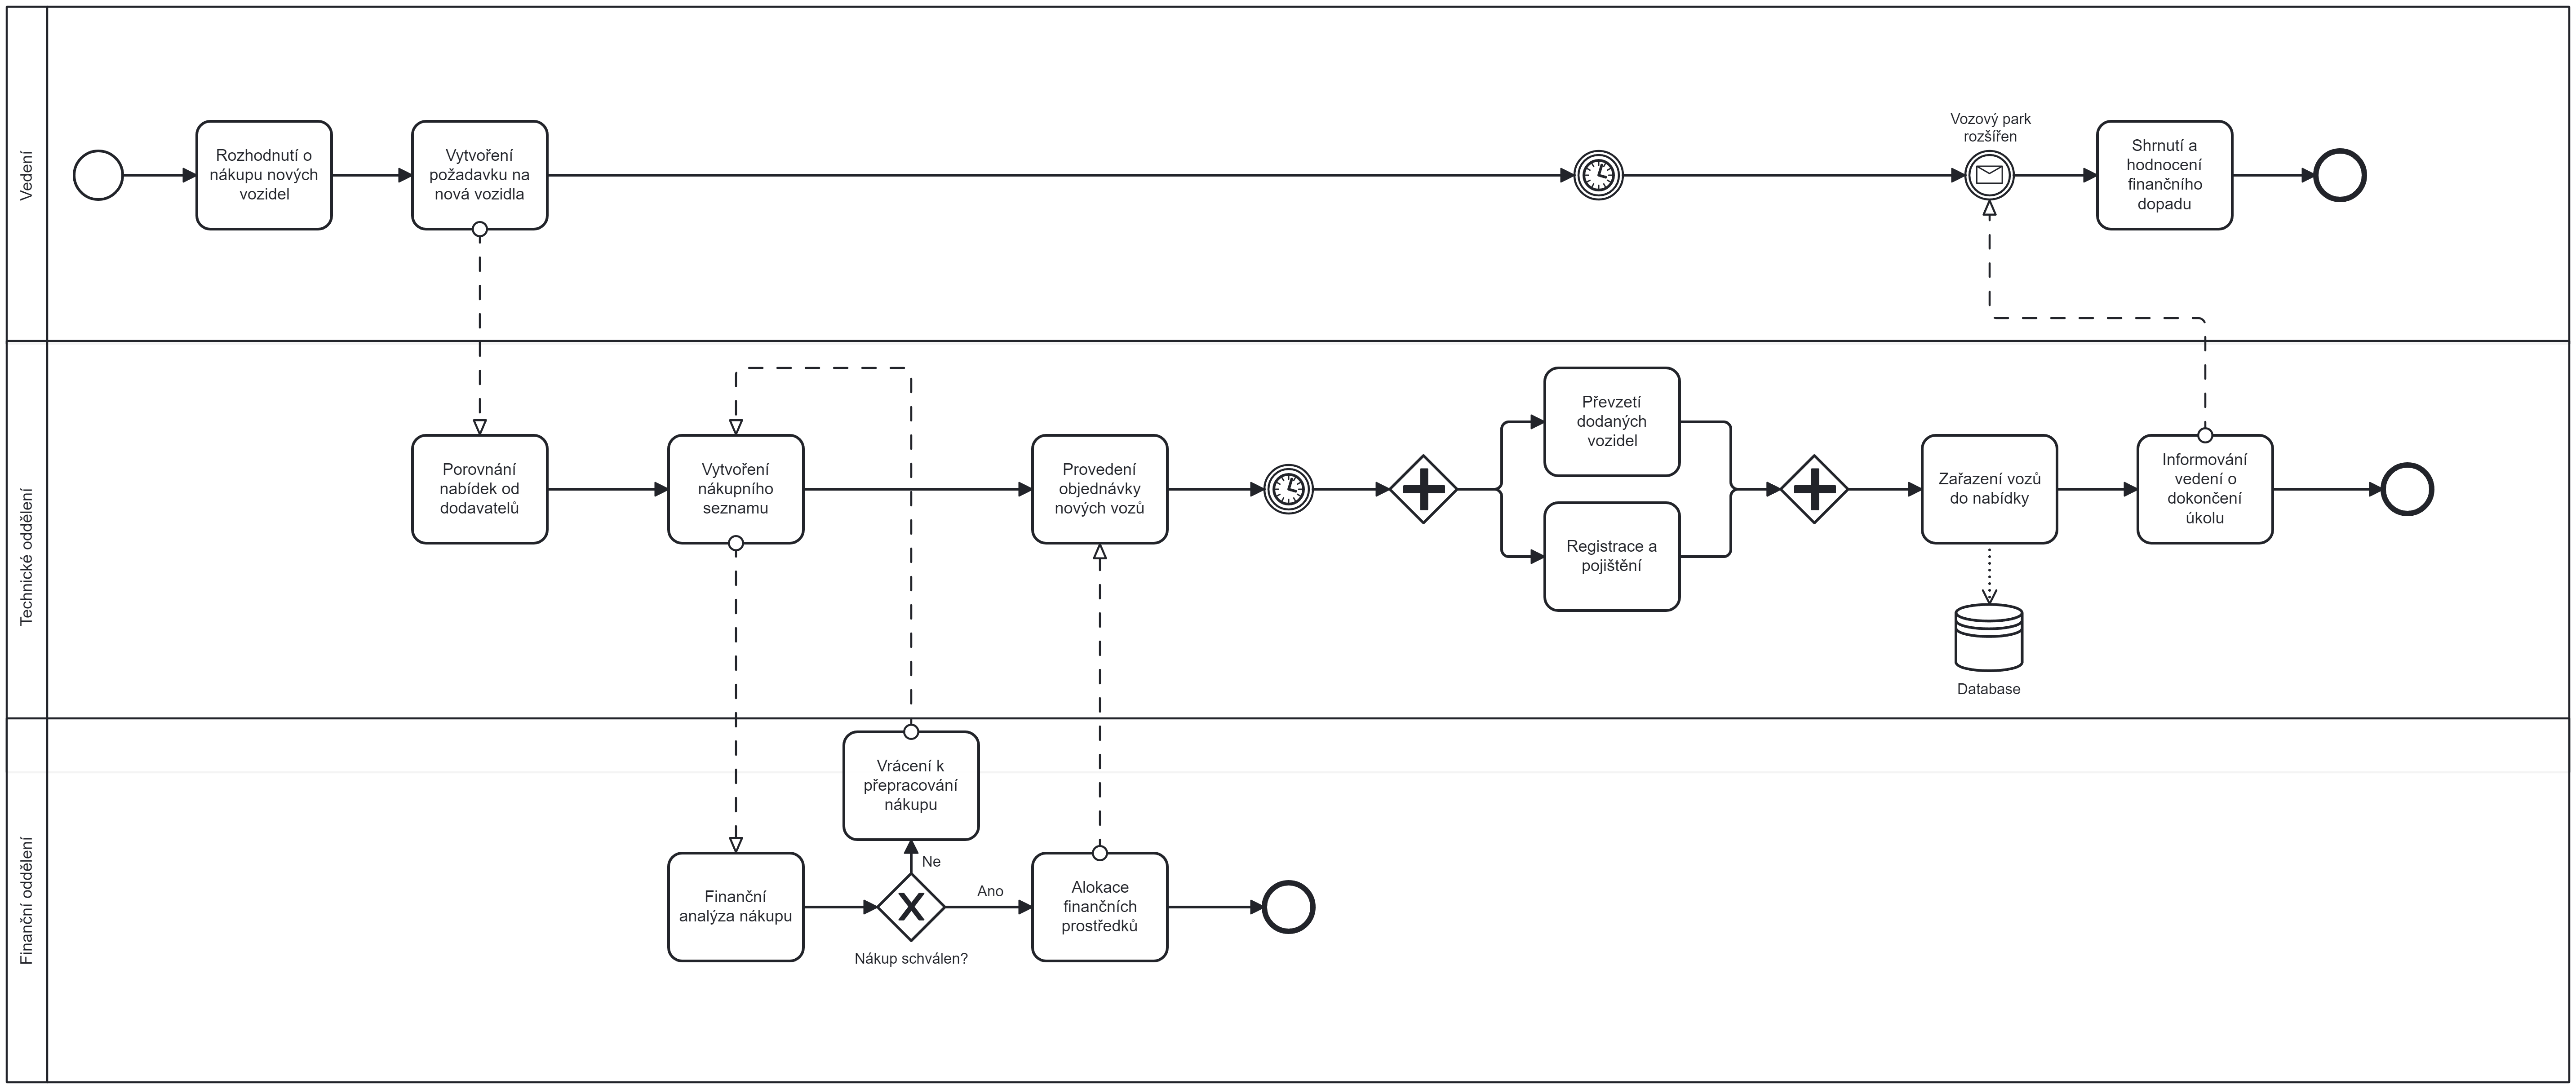 Vedení
Rozhodnutí o
nákupu nových
vozidel
Vytvoření
požadavku na
nová vozidla
Vozový park
rozšířen
Shrnutí a
hodnocení
finančního
dopadu
Technické oddělení
Porovnání
nabídek od
dodavatelů
Vytvoření
nákupního
seznamu
Provedení
objednávky
nových vozů
Převzetí
dodaných
vozidel
Registrace a
pojištění
Zařazení vozů
do nabídky
Database
Informování
vedení o
dokončení
úkolu
Finanční oddělení
Finanční
analýza nákupu
Vrácení k
přepracování
nákupu
Ne
Ano
Nákup schválen?
Alokace
finančních
prostředků